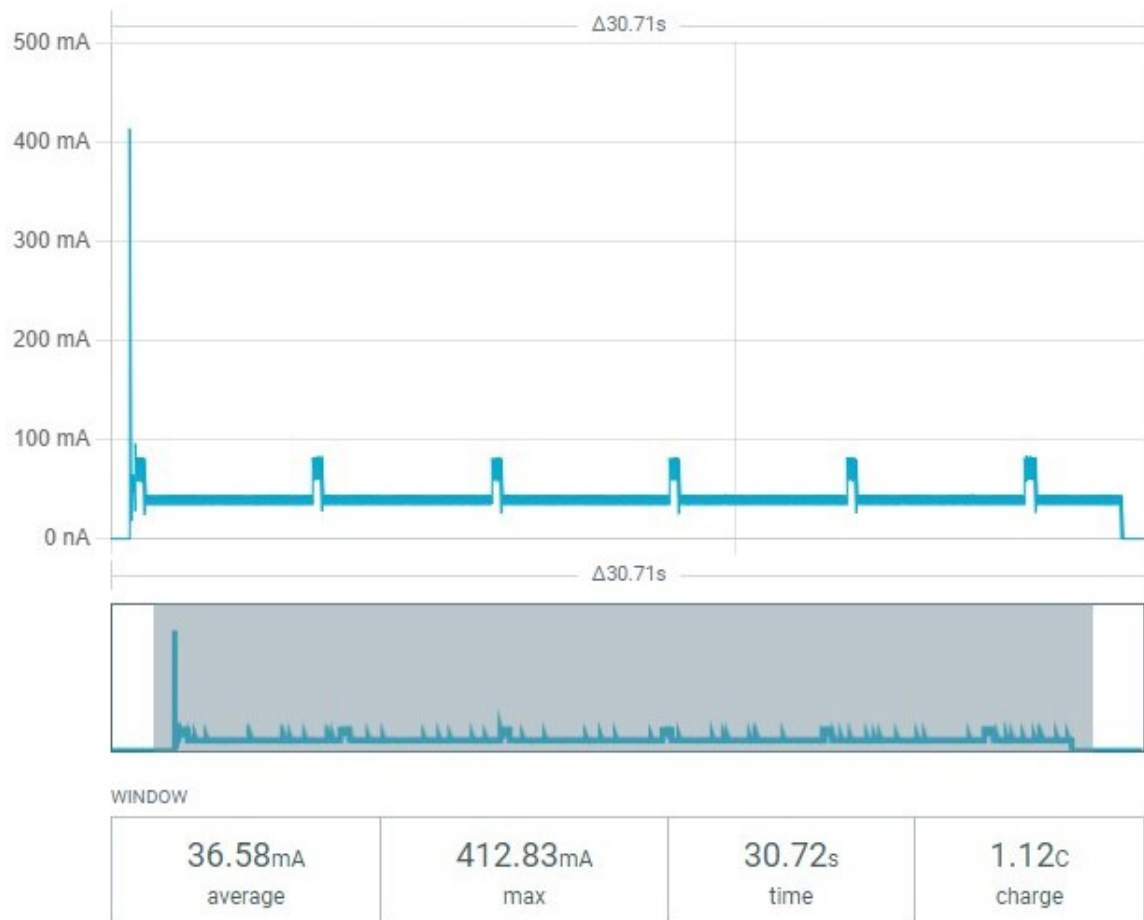 Δ30.71s
500 mA
400 mA
300 mA
200 mA
100 mA
0 nA
Δ30.71s
WINDOW
36.58mA 412.83mA 30.72s 1.12C
average max time charge